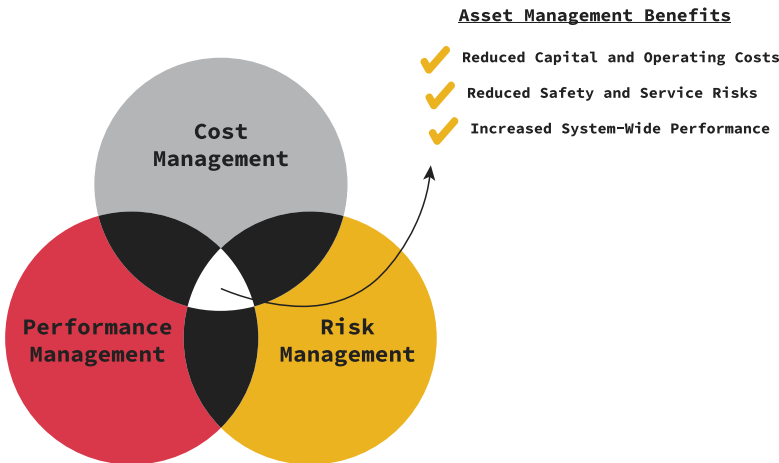 Asset Management Benefits
Reduced Capital and Operating Costs
Reduced Safety and Service Risks
Increased System-Wide Performance
Cost
Management
Performance
Management
Risk
Management